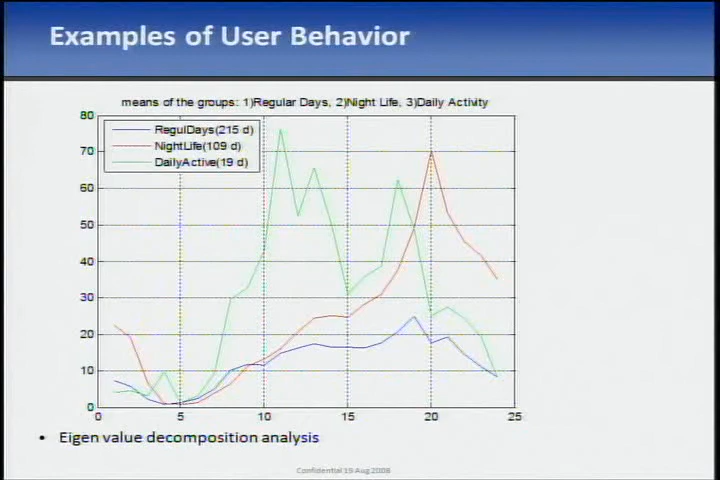 Examples of User Behavior
means of the groups: 1)Regular Days, 2)Night Life, 3)Daily Activity
80
70
60
50
40
30
20
10
0
RegulDays(215 d)
NightLife(109 d)
DailyActive(19 d)
0 5 10 15 20 25
• Eigen value decomposition analysis
Confidential 19 Aug 2008